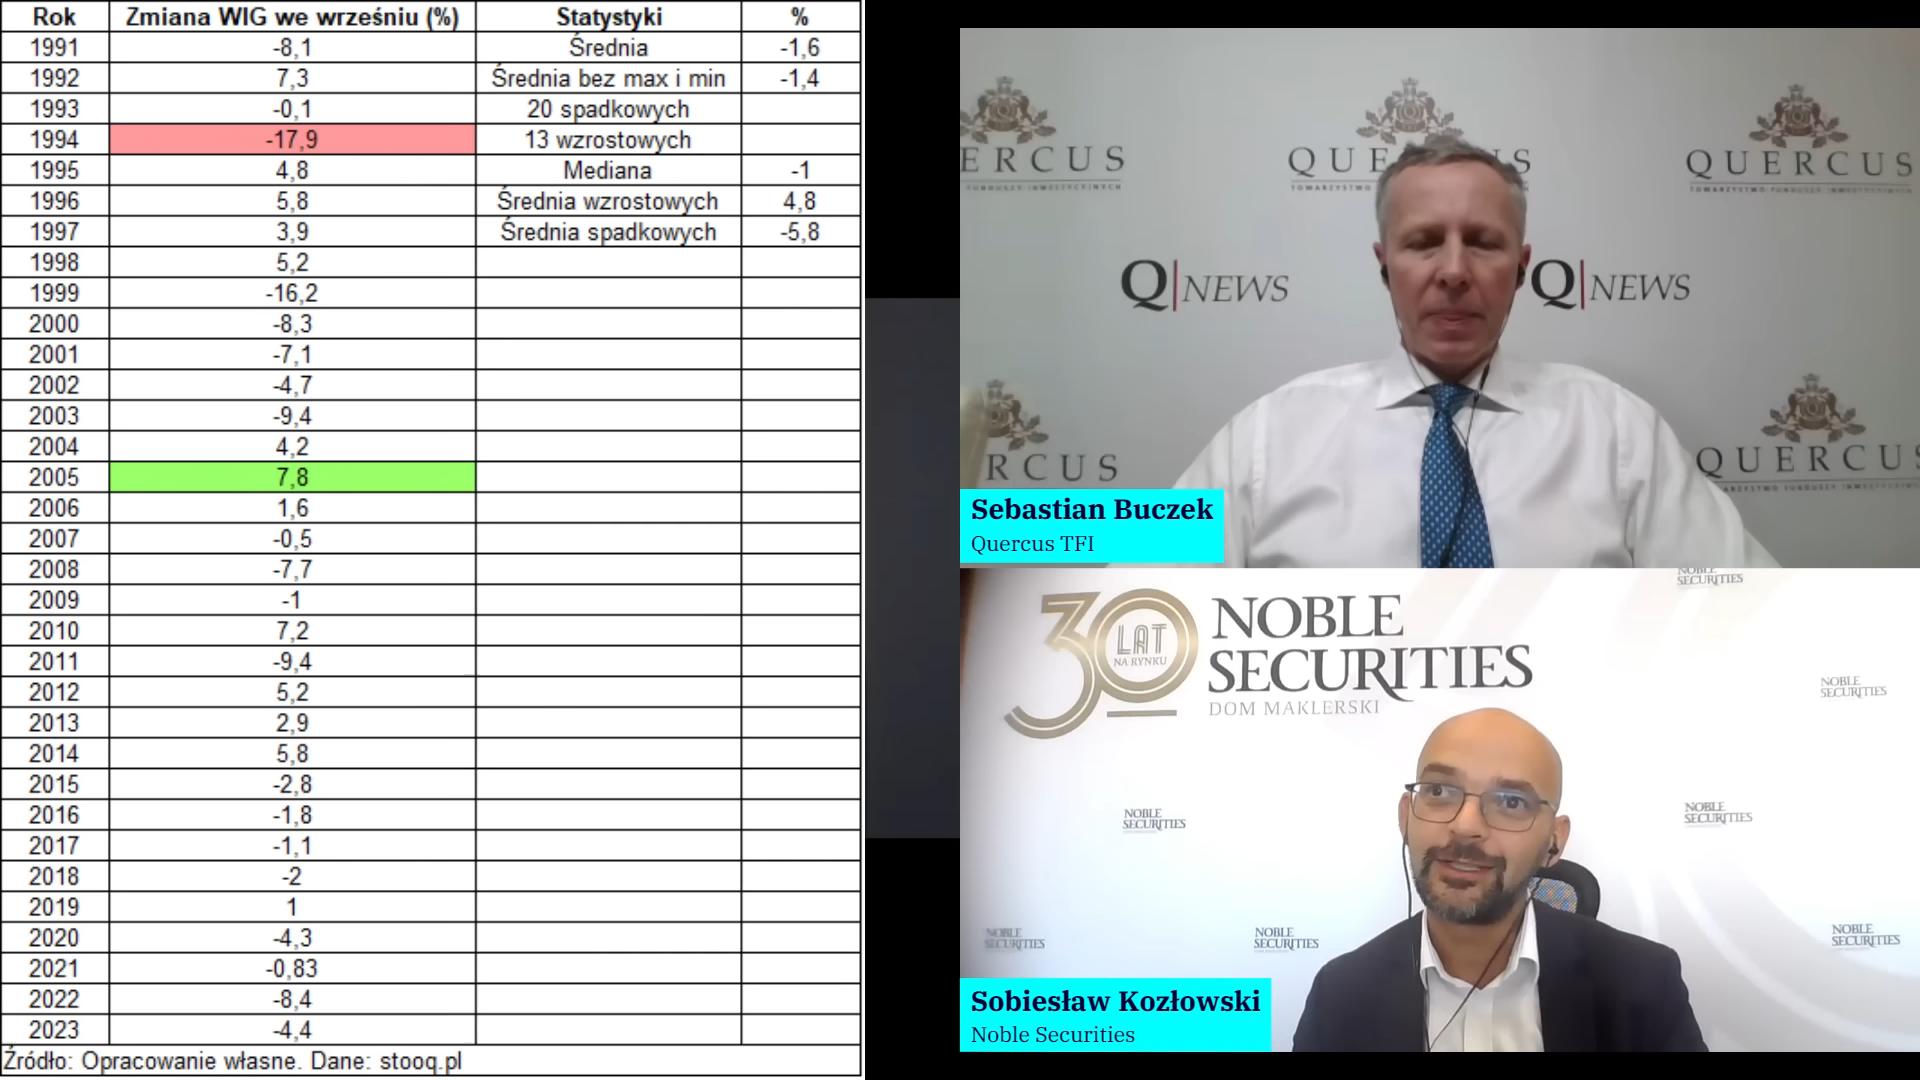 Rok Zmiana WIG we wrześniu (%) Statystyki %
1991 -8,1 Średnia -1,6
1992 7,3 Średnia bez max i min -1,4
1993 -0,1 20 spadkowych
1994 -17,9 13 wzrostowych
1995 4,8 Mediana -1
1996 5,8 Średnia wzrostowych 4,8
1997 3,9 Średnia spadkowych -5,8
1998 5,2
1999 -16,2
2000 -8,3
2001 -7,1
2002 -4,7
2003 -9,4
2004 4,2
2005 7,8
2006 1,6
2007 -0,5
2008 -7,7
2009 -1
2010 7,2
2011 -9,4
2012 5,2
2013 2,9
2014 5,8
2015 -2,8
2016 -1,8
2017 -1,1
2018 -2
2019 1
2020 -4,3
2021 -0,83
2022 -8,4
2023 -4,4
Źródło: Opracowanie własne. Dane: stooq.pl
ERCUS
QUE S
QUERCUS
TOWARZYSTWO FUNDUSZY INWESTYCYJNYCH
Q|NEWS
Q|NEWS
RCUS
QUERCUS
Sebastian Buczek
Quercus TFI
30 LAT
NA RYNKU
NOBLE
SECURITIES
DOM MAKLERSKI
NOBLE
SECURITIES
NOBLE
SECURITIES
NOBLE
SECURITIES
NOBLE
SECURITIES
NOBLE
SECURITIES
NOBLE
SECURITIES
NOBLE
SECURITIES
Sobiesław Kozłowski
Noble Securities